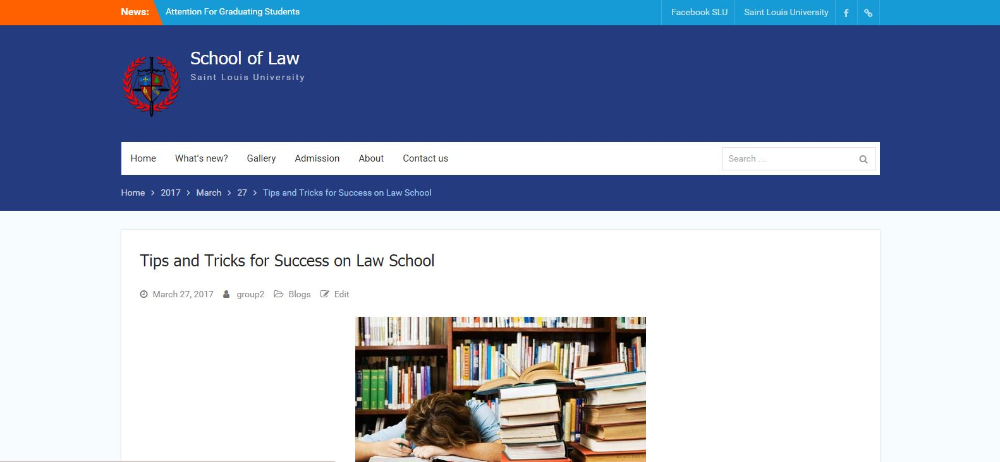 News: Attention For Graduating Students Facebook SLU Saint Louis University
School of Law
Saint Louis University
Home What's new? Gallery Admission About Contact us Search ...
Home > 2017 > March > 27 > Tips and Tricks for Success on Law School
Tips and Tricks for Success on Law School
March 27, 2017 group2 Blogs Edit